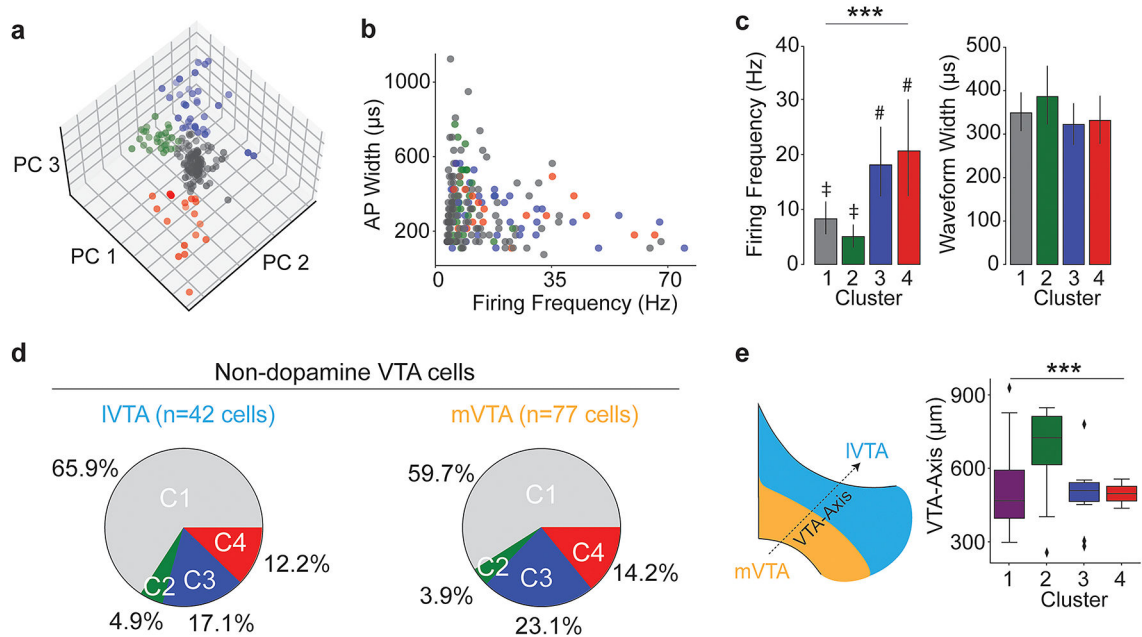 a
PC 3
PC 1
PC 2
b
AP Width (µs)
1000
600
200
0
35
70
Firing Frequency (Hz)
c
***
Firing Frequency (Hz)
40
30
20
10
0
‡
‡
#
#
1 2 3 4
Cluster
Waveform Width (µs)
500
400
300
200
100
0
1 2 3 4
Cluster
d
Non-dopamine VTA cells
lVTA (n=42 cells)
65.9%
C1
C2
C3
C4
12.2%
4.9%
17.1%
mVTA (n=77 cells)
59.7%
C1
C2
C3
C4
14.2%
3.9%
23.1%
e
lVTA
VTA-Axis
mVTA
***
VTA-Axis (µm)
900
600
300
1 2 3 4
Cluster